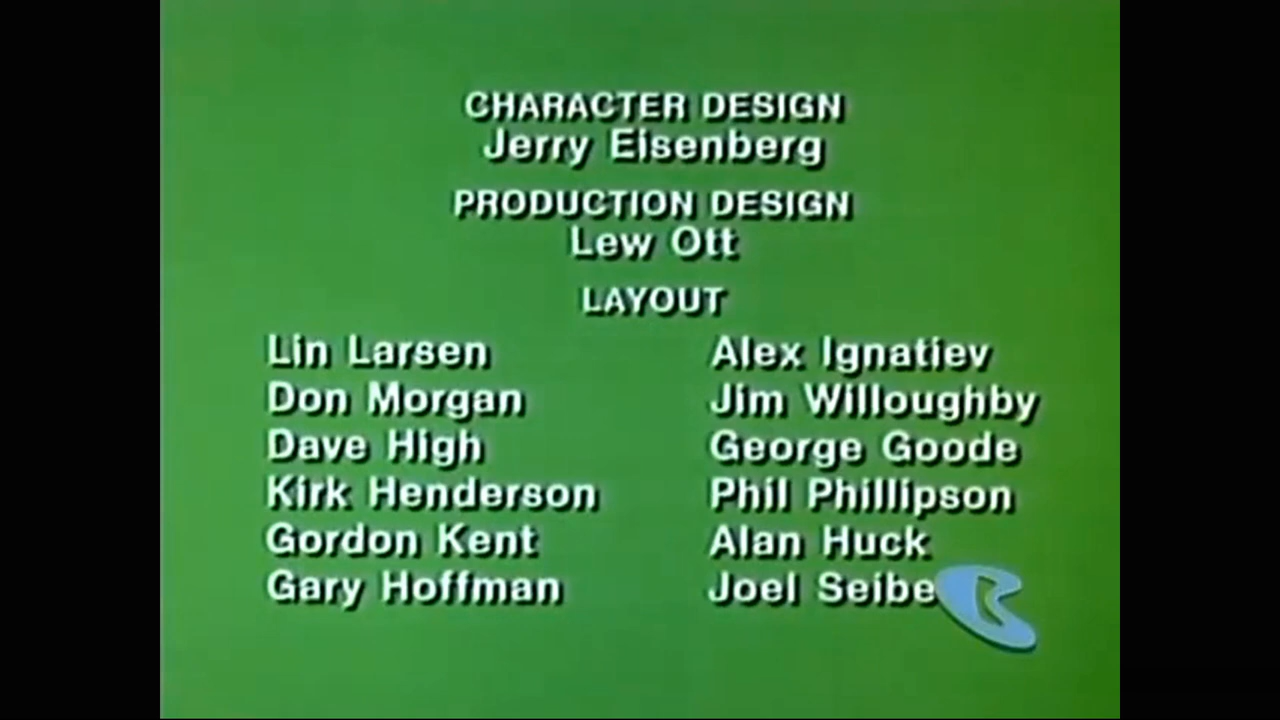 CHARACTER DESIGN
Jerry Eisenberg
PRODUCTION DESIGN
Lew Ott
LAYOUT
Lin Larsen
Don Morgan
Dave High
Kirk Henderson
Gordon Kent
Gary Hoffman
Alex Ignatiev
Jim Willoughby
George Goode
Phil Phillipson
Alan Huck
Joel